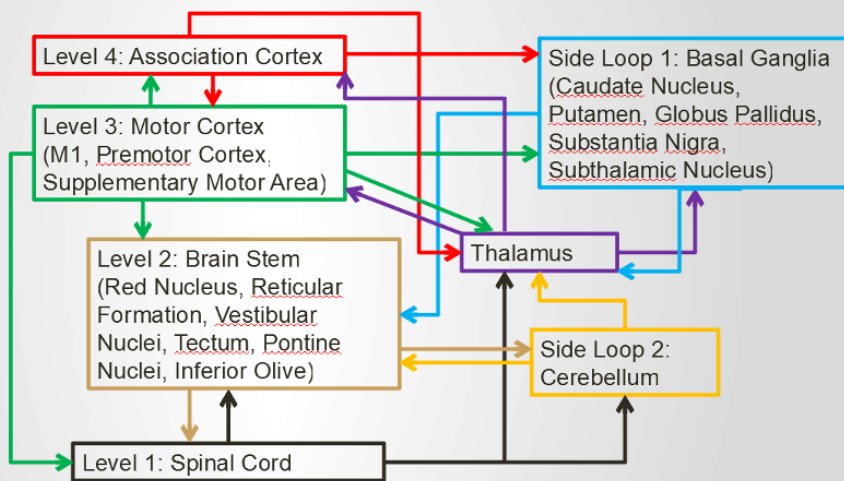 Level 4: Association Cortex
Side Loop 1: Basal Ganglia
(Caudate Nucleus,
Putamen, Globus Pallidus,
Substantia Nigra,
Subthalamic Nucleus)
Level 3: Motor Cortex
(M1, Premotor Cortex,
Supplementary Motor Area)
Thalamus
Level 2: Brain Stem
(Red Nucleus, Reticular
Formation, Vestibular
Nuclei, Tectum, Pontine
Nuclei, Inferior Olive)
Side Loop 2:
Cerebellum
Level 1: Spinal Cord